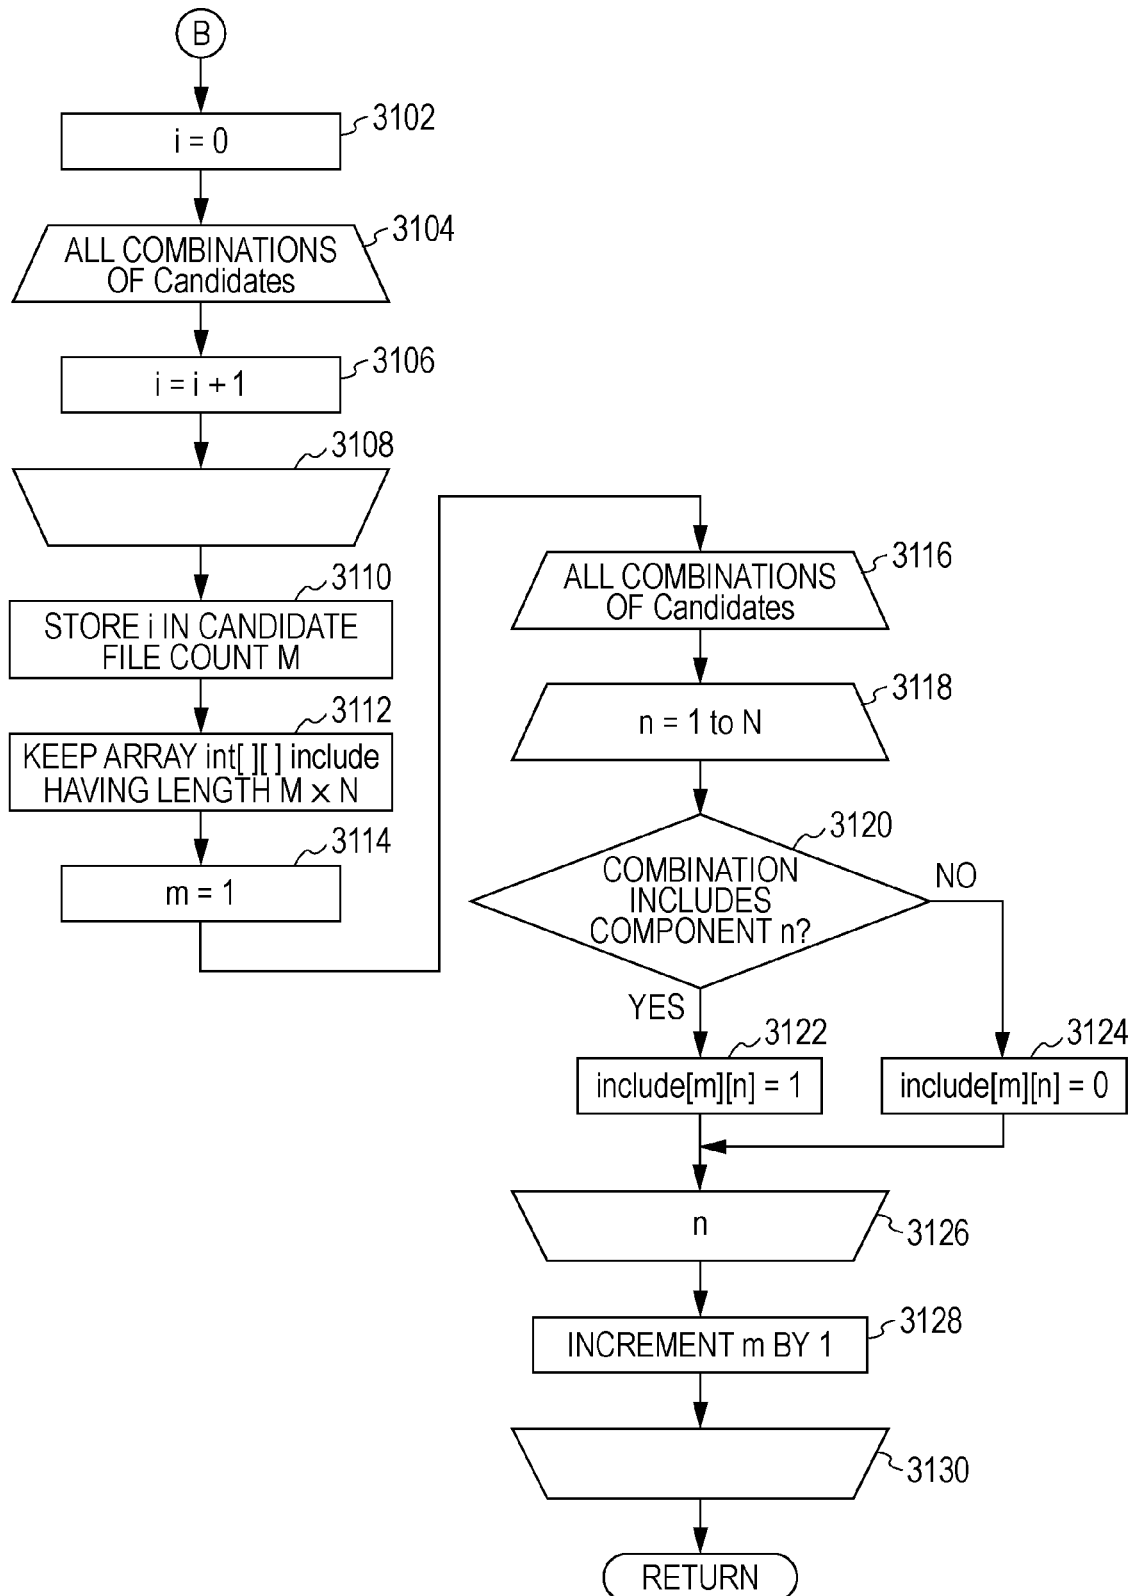 B
3102
i = 0
3104
ALL COMBINATIONS
OF Candidates
3106
i = i + 1
3108
3110
STORE i IN CANDIDATE
FILE COUNT M
3112
KEEP ARRAY int[ ][ ] include
HAVING LENGTH M × N
3114
m = 1
3116
ALL COMBINATIONS
OF Candidates
3118
n = 1 to N
3120
COMBINATION
INCLUDES
COMPONENT n?
NO
YES
3122
include[m][n] = 1
3124
include[m][n] = 0
n
3126
3128
INCREMENT m BY 1
3130
RETURN